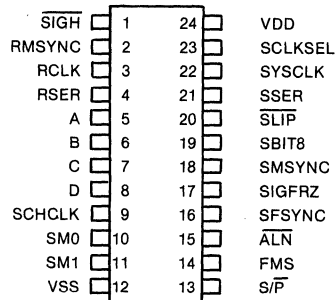 SIGH 1 24 VDD
RMSYNC 2 23 SCLKSEL
RCLK 3 22 SYSCLK
RSER 4 21 SSER
A 5 20 SLIP
B 6 19 SBIT8
C 7 18 SMSYNC
D 8 17 SIGFRZ
SCHCLK 9 16 SFSYNC
SM0 10 15 ALN
SM1 11 14 FMS
VSS 12 13 S/P